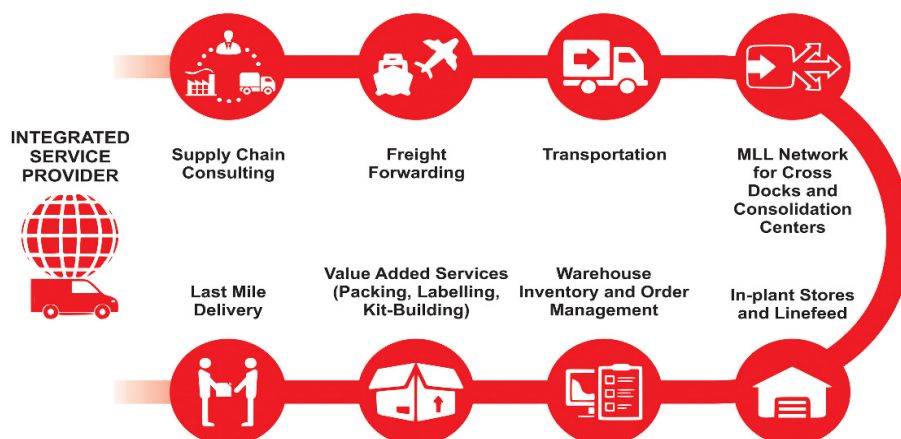 INTEGRATED
SERVICE
PROVIDER
Supply Chain
Consulting
Freight
Forwarding
Transportation
MLL Network
for Cross
Docks and
Consolidation
Centers
Last Mile
Delivery
Value Added Services
(Packing, Labelling,
Kit-Building)
Warehouse
Inventory and Order
Management
In-plant Stores
and Linefeed